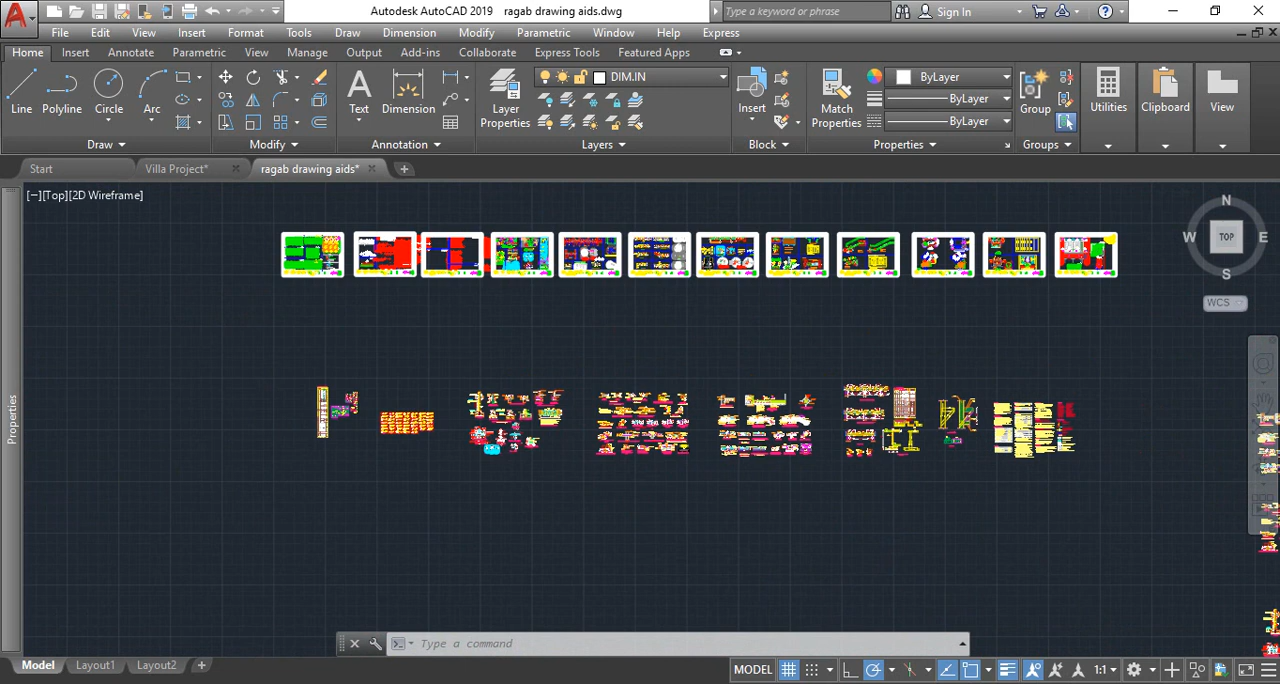 Autodesk AutoCAD 2019 ragab drawing aids.dwg Type a keyword or phrase Sign In
File Edit View Insert Format Tools Draw Dimension Modify Parametric Window Help Express
Home Insert Annotate Parametric View Manage Output Add-ins Collaborate Express Tools Featured Apps
Line Polyline Circle Arc Text Dimension Layer Properties DIM.IN Insert Match Properties ByLayer ByLayer ByLayer Group Utilities Clipboard View
Draw Modify Annotation Layers Block Properties Groups
Start Villa Project* ragab drawing aids*
[−][Top][2D Wireframe]
N
W TOP E
S
WCS
Properties
Type a command
Model Layout1 Layout2 MODEL 1:1